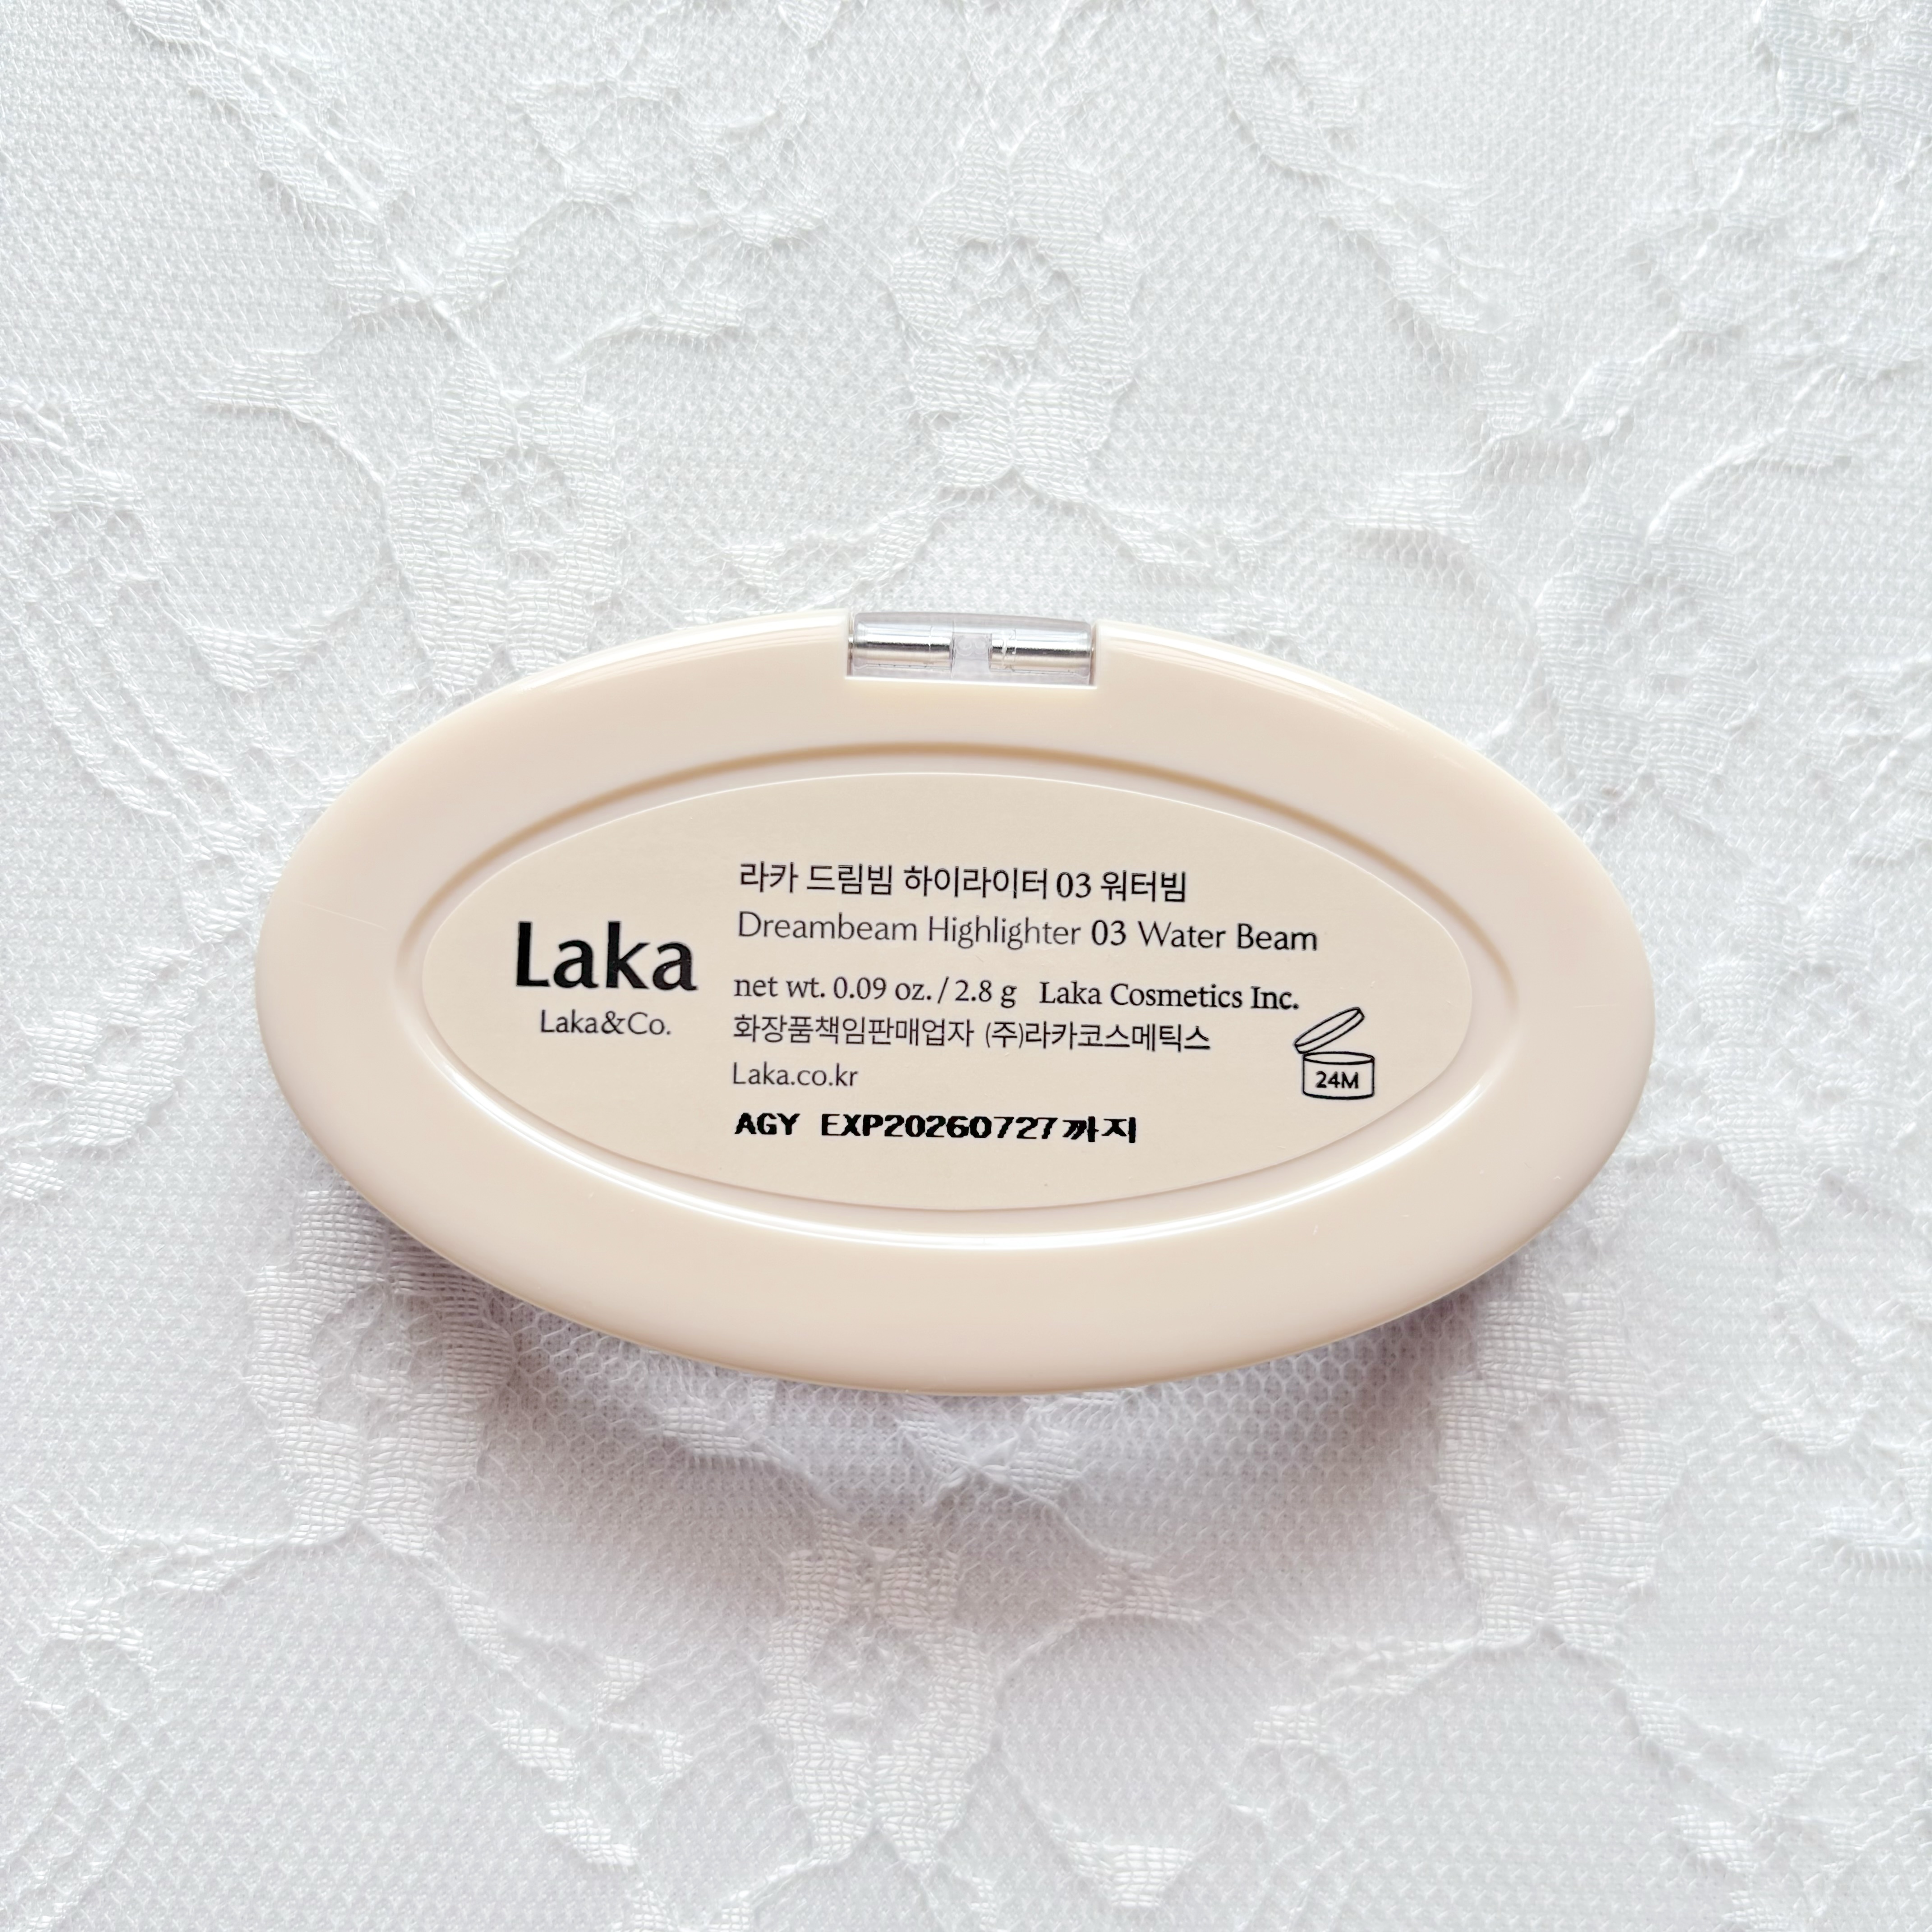 Laka
Laka&Co.
라카 드림빔 하이라이터 03 워터빔
Dreambeam Highlighter 03 Water Beam
net wt. 0.09 oz. / 2.8 g Laka Cosmetics Inc.
화장품책임판매업자 (주)라카코스메틱스
Laka.co.kr
AGY EXP20260727까지
24M